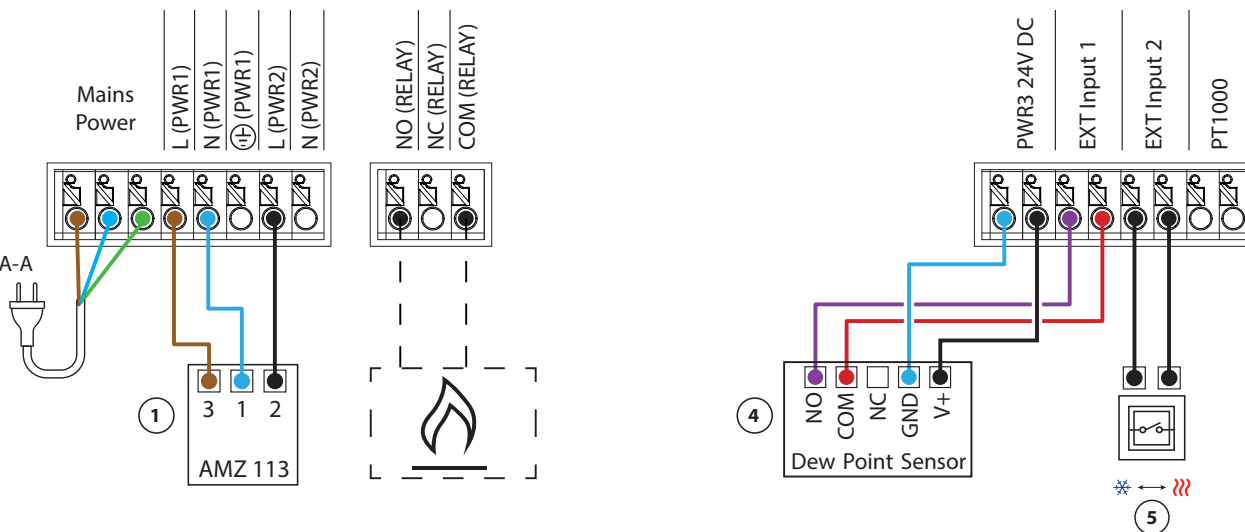 Mains
Power
L (PWR1)
N (PWR1)
(PWR1)
L (PWR2)
N (PWR2)
NO (RELAY)
NC (RELAY)
COM (RELAY)
PWR3 24V DC
EXT Input 1
EXT Input 2
PT1000
A-A
3 1 2
AMZ 113
1
NO
COM
NC
GND
V+
Dew Point Sensor
4
5